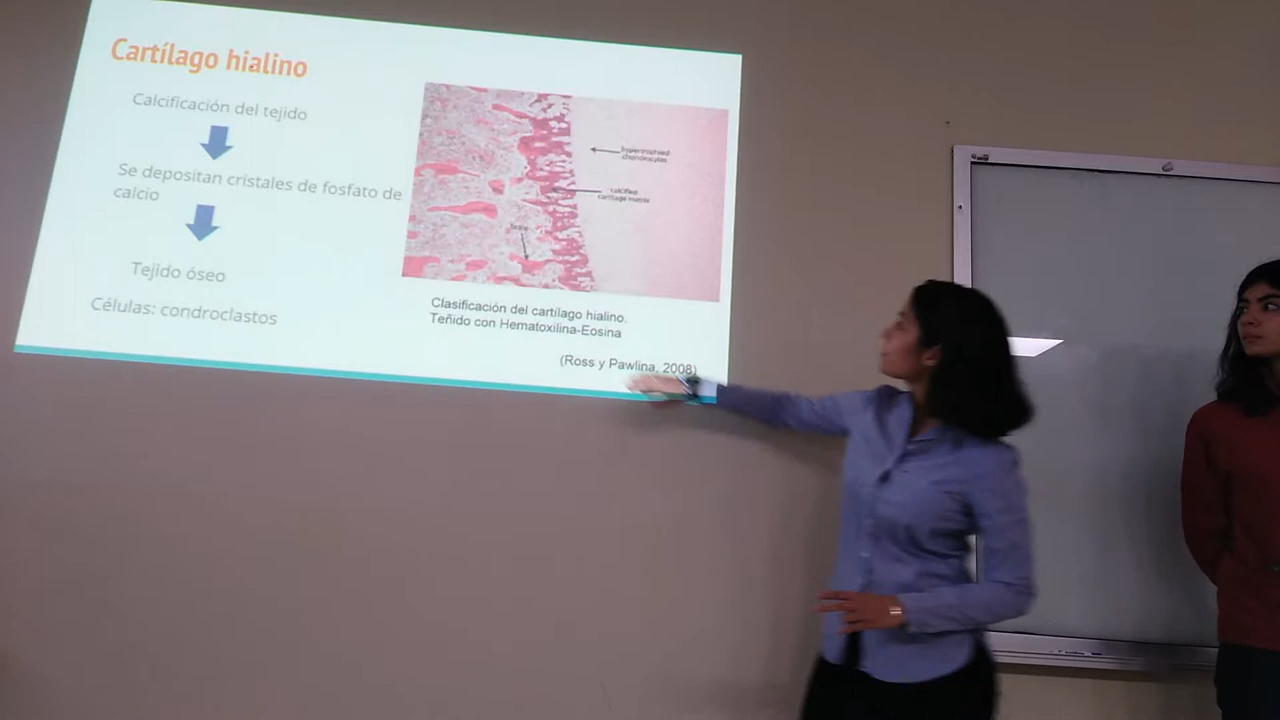 Cartílago hialino
Calcificación del tejido
Se depositan cristales de fosfato de
calcio
Tejido óseo
Células: condroclastos
hypertrophied
chondrocytes
calcified
cartilage matrix
bone
Clasificación del cartílago hialino.
Teñido con Hematoxilina-Eosina
(Ross y Pawlina, 2008)